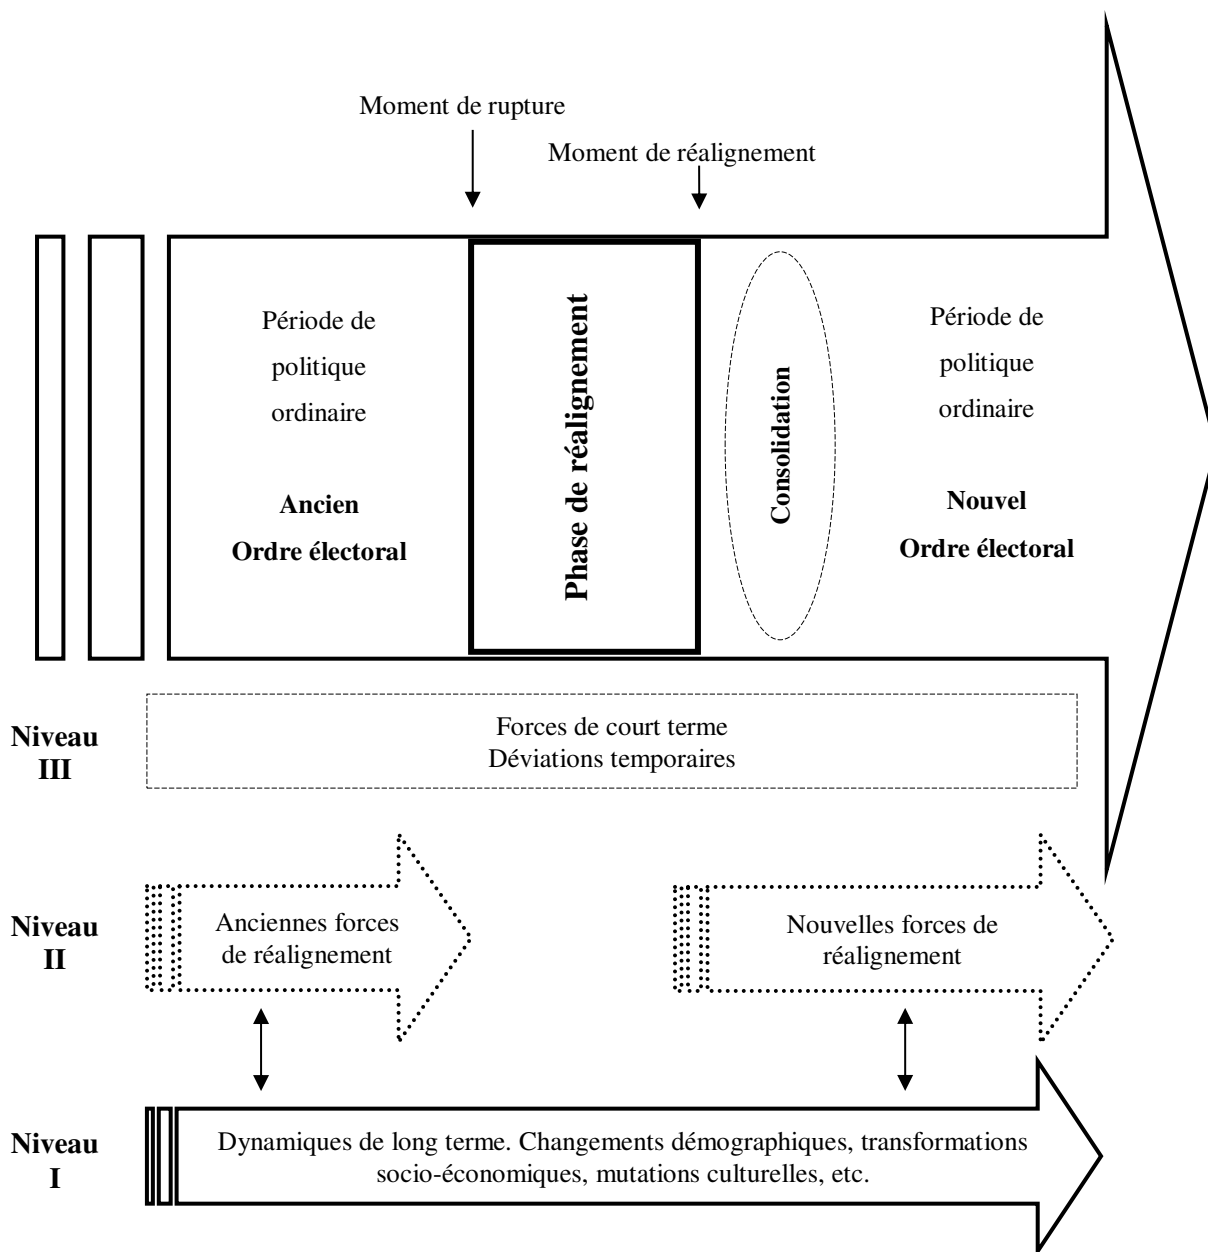 Moment de rupture
Moment de réalignement
Période de
politique
ordinaire
Ancien
Ordre électoral
Phase de réalignement
Consolidation
Période de
politique
ordinaire
Nouvel
Ordre électoral
Niveau
III
Forces de court terme
Déviations temporaires
Niveau
II
Anciennes forces
de réalignement
Nouvelles forces de
réalignement
Niveau
I
Dynamiques de long terme. Changements démographiques, transformations
socio-économiques, mutations culturelles, etc.